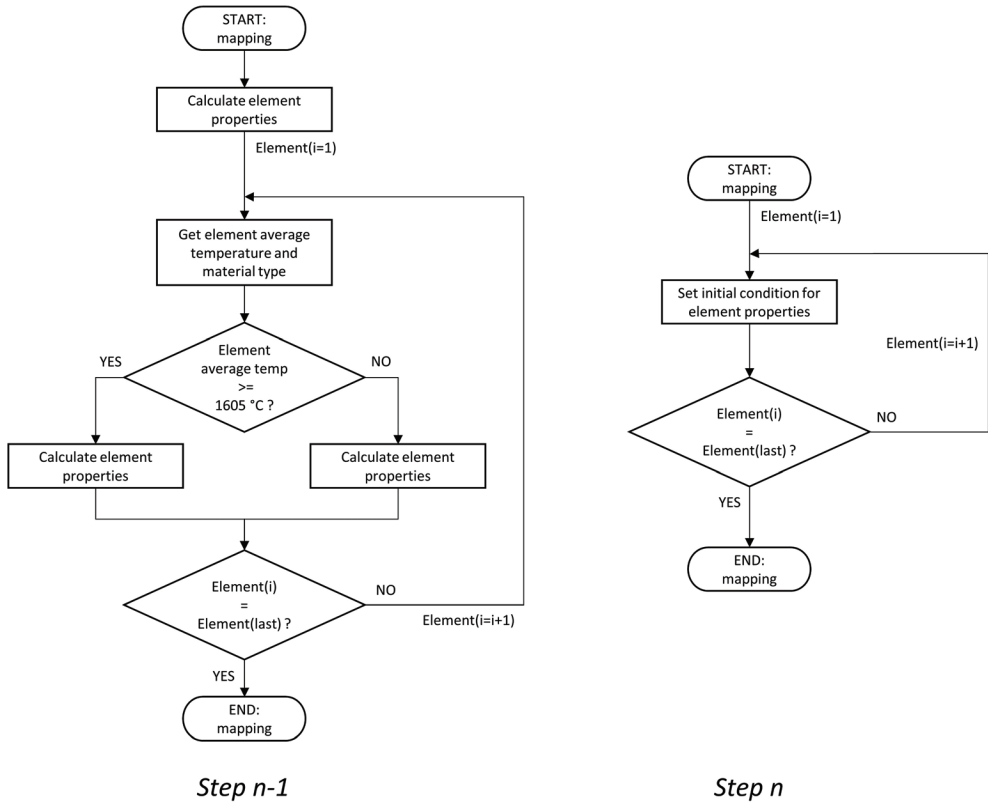 START:
mapping
Calculate element
properties
Element(i=1)
Get element average
temperature and
material type
Element
average temp
>=
1605 °C ?
YES
NO
Calculate element
properties
Calculate element
properties
Element(i)
=
Element(last) ?
NO
Element(i=i+1)
YES
END:
mapping
Step n-1
START:
mapping
Element(i=1)
Set initial condition for
element properties
Element(i=i+1)
Element(i)
=
Element(last) ?
NO
YES
END:
mapping
Step n